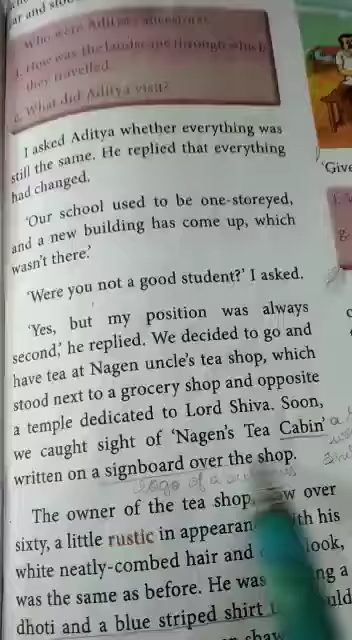 ar and
Who were Aditya's ancestors?
How was the landscape through which
they travelled
What did Aditya visit?
I asked Aditya whether everything was
still the same. He replied that everything
had changed.
'Our school used to be one-storeyed,
and a new building has come up, which
wasn't there.'
'Were you not a good student?' I asked.
'Yes, but my position was always
second,' he replied. We decided to go and
have tea at Nagen uncle's tea shop, which
stood next to a grocery shop and opposite
a temple dedicated to Lord Shiva. Soon,
we caught sight of 'Nagen's Tea Cabin'
written on a signboard over the shop.
The owner of the tea shop, over
sixty, a little rustic in appearan with his
white neatly-combed hair and look,
was the same as before. He was a
dhoti and a blue striped shirt
'Give